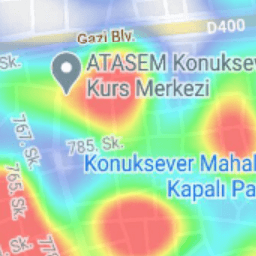 D400
Gazi Blv.
Sk.
ATASEM Konuksev
Kurs Merkezi
767. Sk.
785. Sk.
Konuksever Mahal
Kapalı Pa
765. Sk.
Sk.